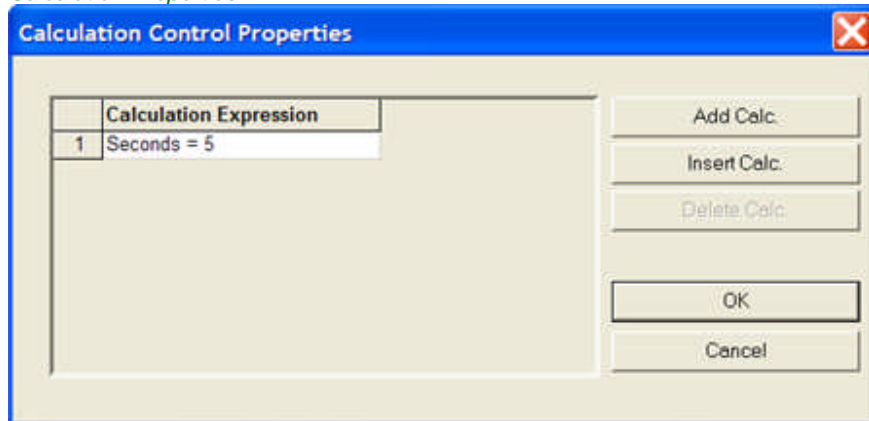 Calculation Control Properties
Calculation Expression
1 Seconds = 5
Add Calc.
Insert Calc.
Delete Calc.
OK
Cancel